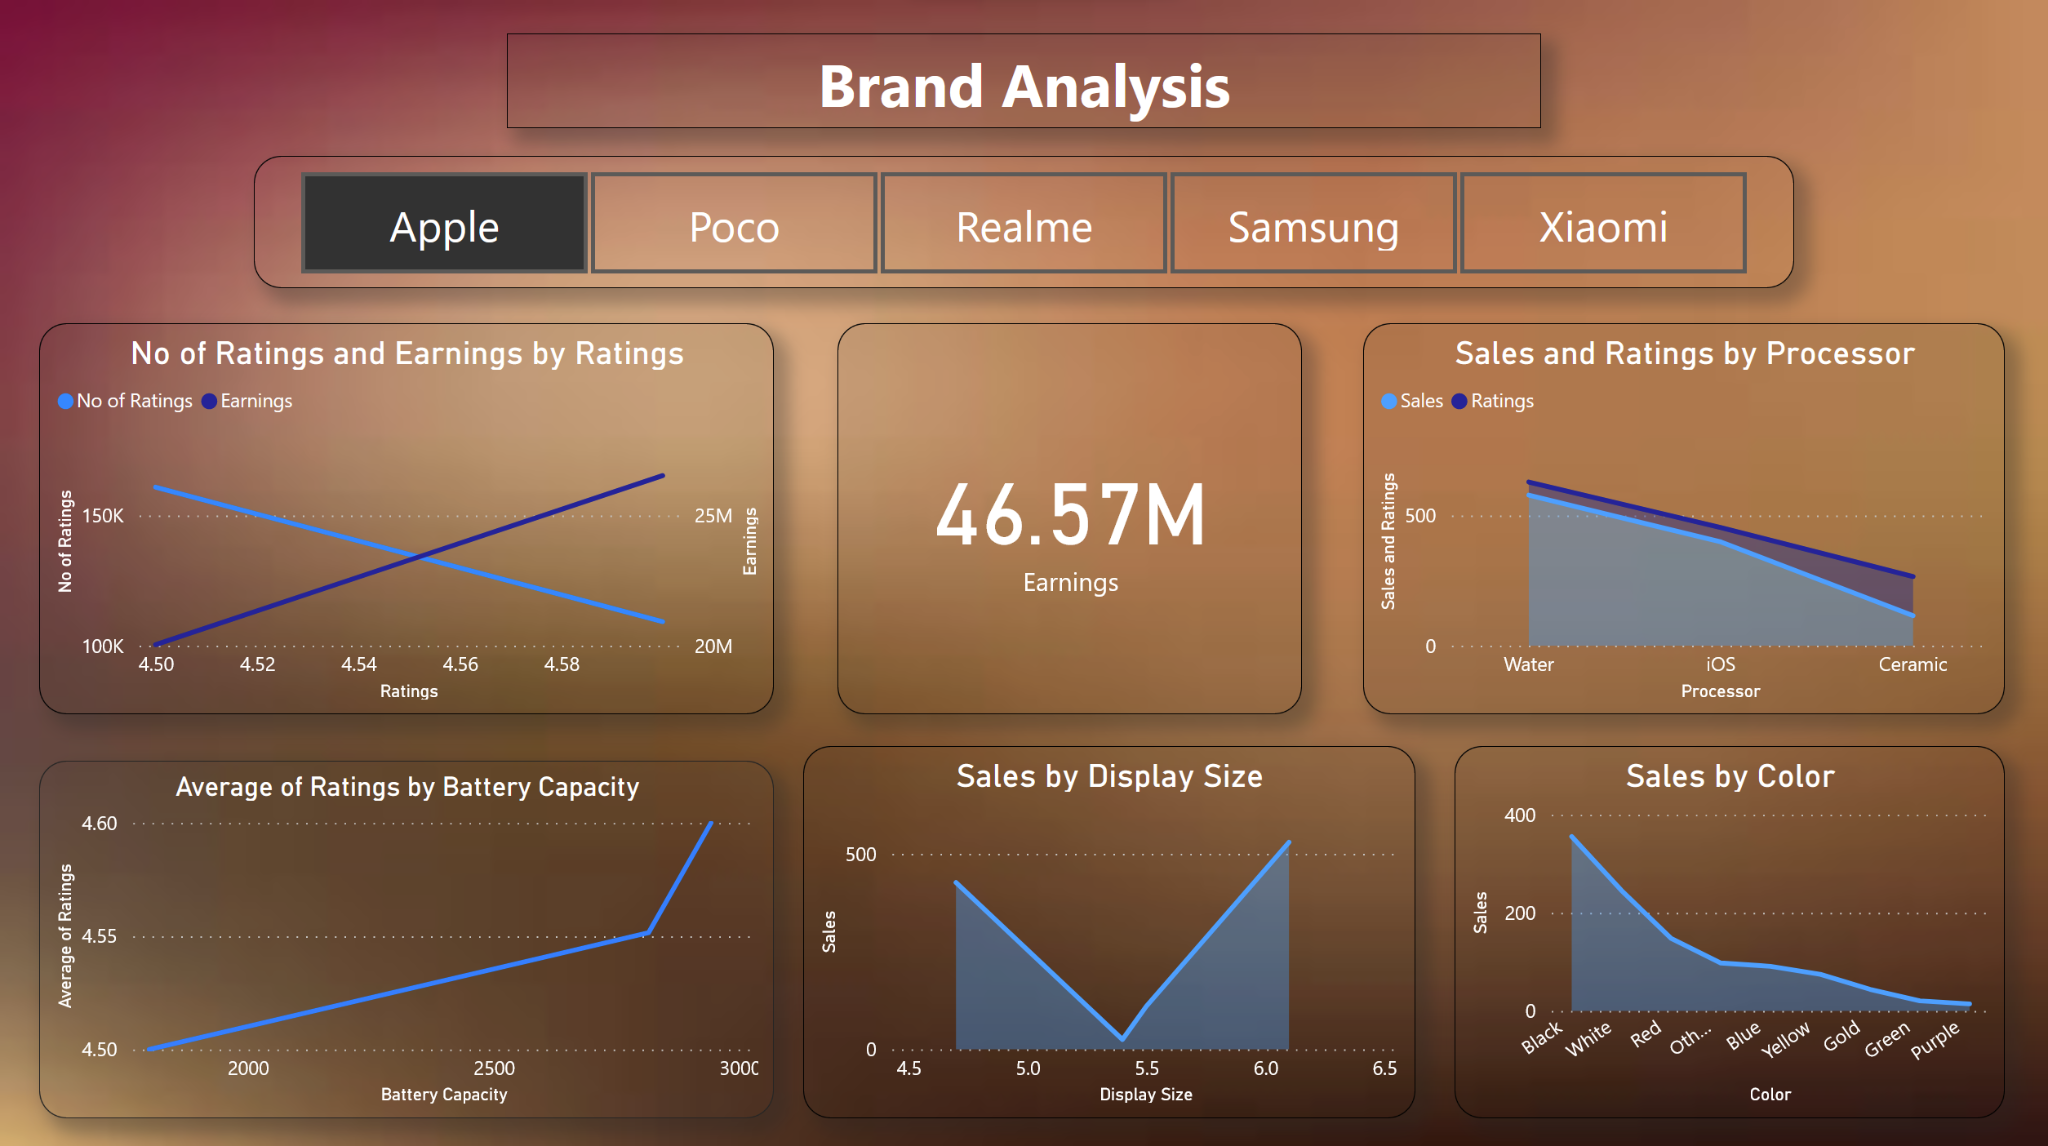 Brand Analysis
Apple Poco Realme Samsung Xiaomi
No of Ratings and Earnings by Ratings
No of Ratings Earnings
No of Ratings
150K
100K
25M
20M
Earnings
4.50 4.52 4.54 4.56 4.58
Ratings
46.57M
Earnings
Sales and Ratings by Processor
Sales Ratings
Sales and Ratings
500
0
Water iOS Ceramic
Processor
Average of Ratings by Battery Capacity
Average of Ratings
4.60
4.55
4.50
2000 2500 3000
Battery Capacity
Sales by Display Size
Sales
500
0
4.5 5.0 5.5 6.0 6.5
Display Size
Sales by Color
Sales
400
200
0
Black White Red Oth... Blue Yellow Gold Green Purple
Color